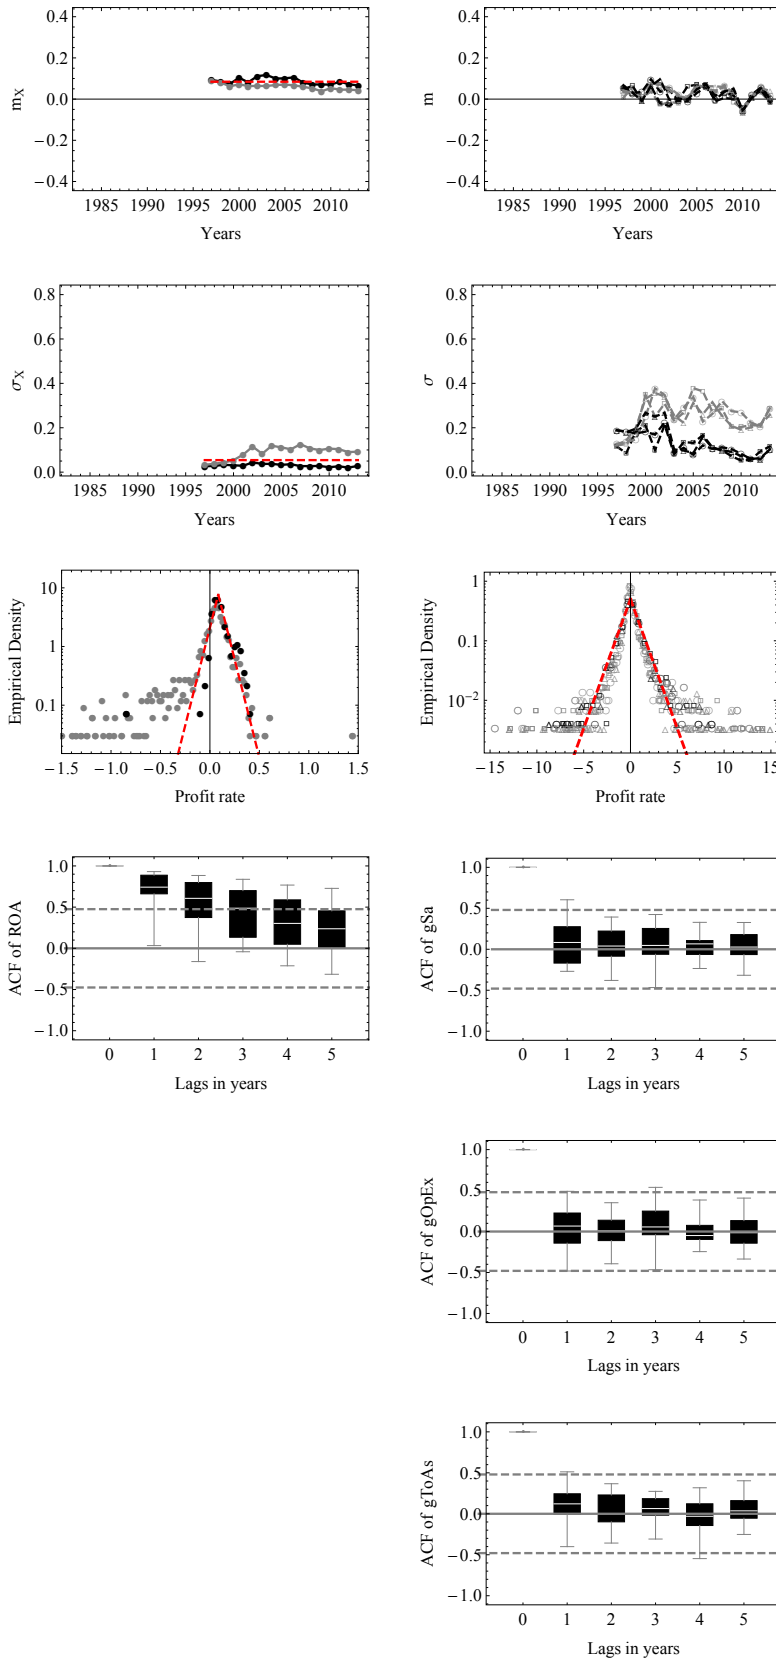 0.4
0.2
0.0
−0.2
−0.4
m_X
1985 1990 1995 2000 2005 2010
Years
0.4
0.2
0.0
−0.2
−0.4
m
1985 1990 1995 2000 2005 2010
Years
0.8
0.6
0.4
0.2
0.0
σ_X
1985 1990 1995 2000 2005 2010
Years
0.8
0.6
0.4
0.2
0.0
σ
1985 1990 1995 2000 2005 2010
Years
10
1
0.1
Empirical Density
−1.5 −1.0 −0.5 0.0 0.5 1.0 1.5
Profit rate
1
0.1
10⁻²
Empirical Density
−15 −10 −5 0 5 10 15
Profit rate
1.0
0.5
0.0
−0.5
−1.0
ACF of ROA
0 1 2 3 4 5
Lags in years
1.0
0.5
0.0
−0.5
−1.0
ACF of gSa
0 1 2 3 4 5
Lags in years
1.0
0.5
0.0
−0.5
−1.0
ACF of gOpEx
0 1 2 3 4 5
Lags in years
1.0
0.5
0.0
−0.5
−1.0
ACF of gToAs
0 1 2 3 4 5
Lags in years